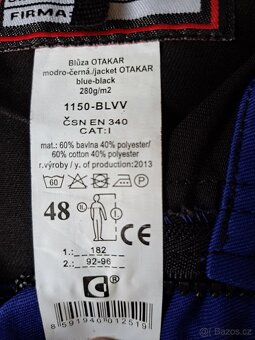 FIRMA
Blůza OTAKAR
modro-černá./jacket OTAKAR
blue-black
280g/m2
1150-BLVV
ČSN EN 340
CAT:I
mat.: 60% bavlna 40% polyester/
60% cotton 40% polyester/
r.výroby / y. of production:2013
60
48
CE
1.: 182
2.: 92-96
8591946012519
Bazoš.cz